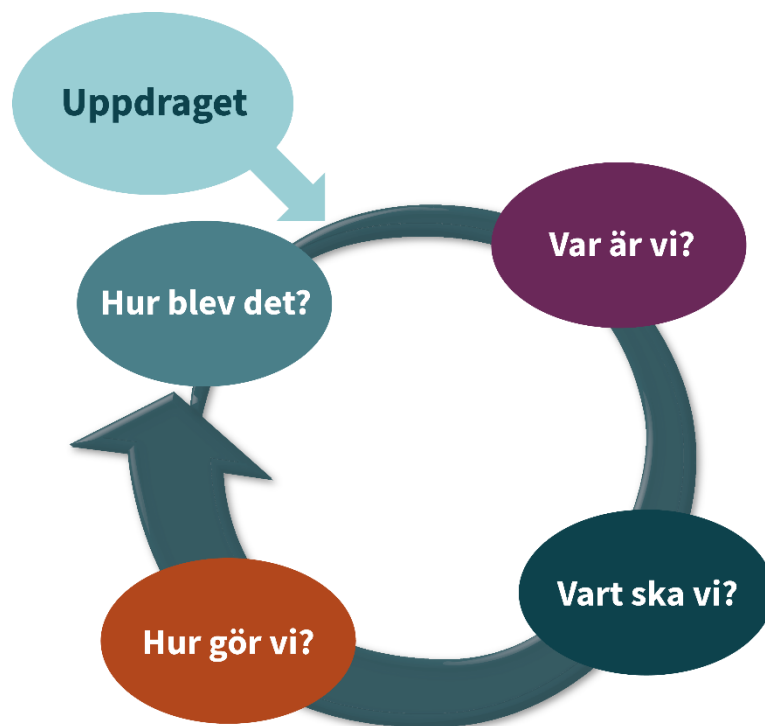 Uppdraget
Var är vi?
Vart ska vi?
Hur gör vi?
Hur blev det?